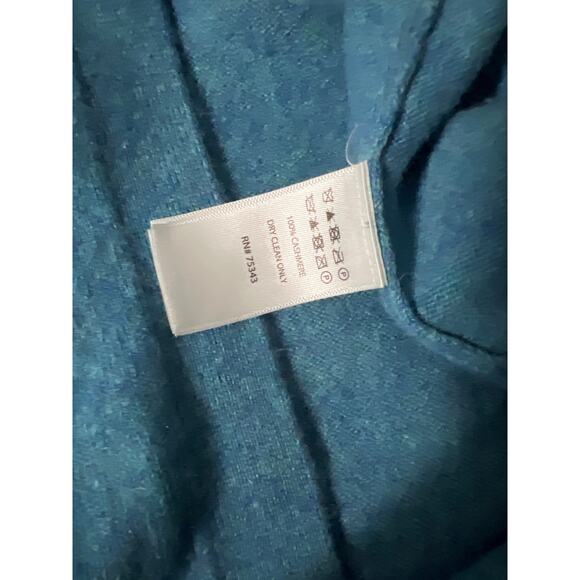 Ⓟ
Ⓟ
100% CASHMERE
DRY CLEAN ONLY
RN# 75343